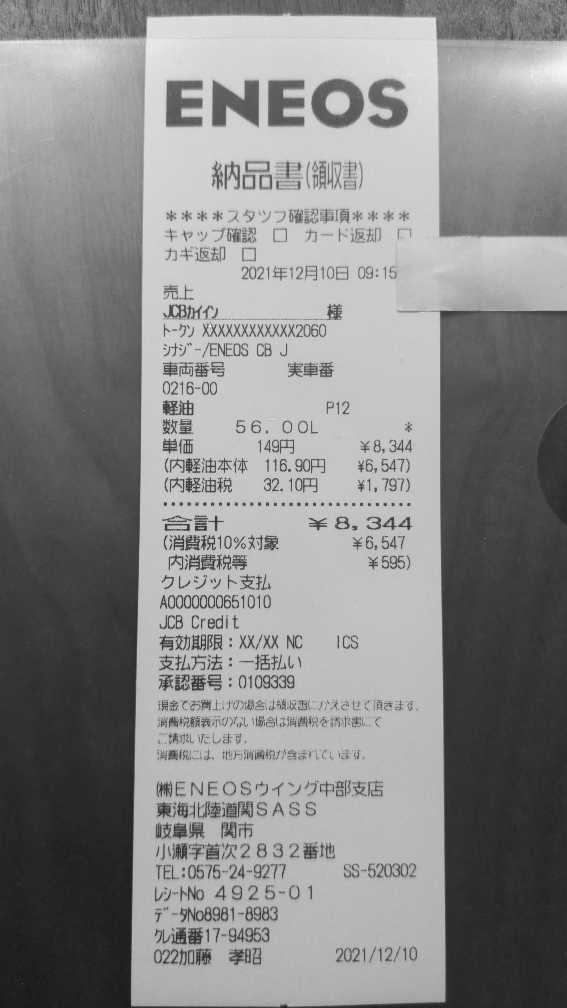 ENEOS
納品書(領収書)
****スタッフ確認事項****
キャップ確認 □ カード返却 □
カギ返却 □
2021年12月10日 09:15
売上
JCBカイイン 様
トークン XXXXXXXXXXXX2060
シナジー/ENEOS CB J
車両番号 実車番
0216-00
軽油 P12
数量 56.00L *
単価 149円 ¥8,344
(内軽油本体 116.90円 ¥6,547)
(内軽油税 32.10円 ¥1,797)
合計 ¥8,344
(消費税10%対象 ¥6,547
内消費税等 ¥595)
クレジット支払
A0000000651010
JCB Credit
有効期限:XX/XX NC ICS
支払方法:一括払い
承認番号:0109339
現金でお買上げの場合は領収書にかえさせて頂きます。
消費税額表示のない場合は消費税を請求書にて
ご請求いたします。
消費税には、地方消費税が含まれています。
㈱ENEOSウイング中部支店
東海北陸道関SASS
岐阜県 関市
小瀬字首次2832番地
TEL:0575-24-9277 SS-520302
レシートNo 4925-01
データNo8981-8983
クレ通番17-94953
022加藤 孝昭 2021/12/10